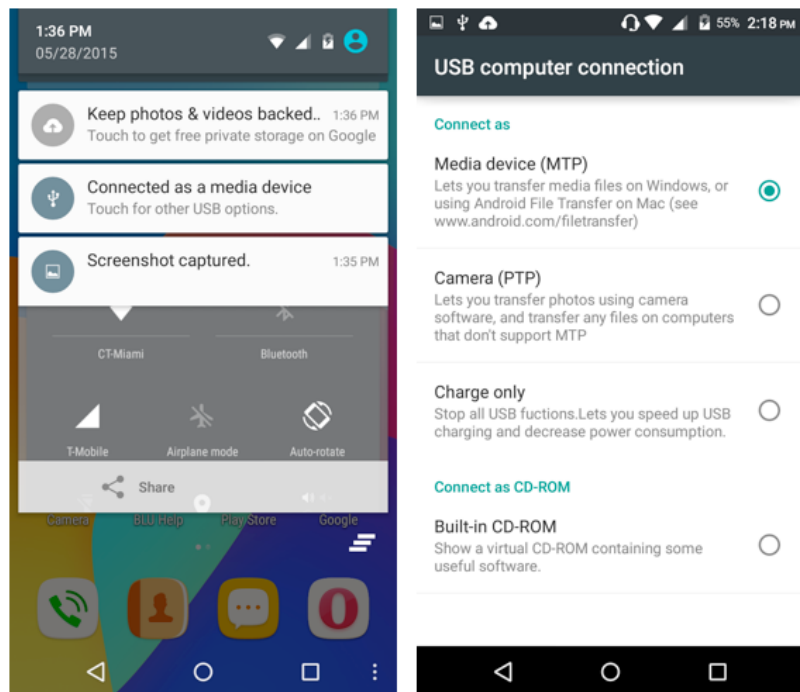 1:36 PM
05/28/2015
Keep photos & videos backed.. 1:36 PM
Touch to get free private storage on Google
Connected as a media device
Touch for other USB options.
Screenshot captured. 1:35 PM
CT-Miami Bluetooth
T-Mobile Airplane mode Auto-rotate
Share
Camera BLU Help Play Store Google
55% 2:18 PM
USB computer connection
Connect as
Media device (MTP)
Lets you transfer media files on Windows, or
using Android File Transfer on Mac (see
www.android.com/filetransfer)
Camera (PTP)
Lets you transfer photos using camera
software, and transfer any files on computers
that don't support MTP
Charge only
Stop all USB fuctions.Lets you speed up USB
charging and decrease power consumption.
Connect as CD-ROM
Built-in CD-ROM
Show a virtual CD-ROM containing some
useful software.